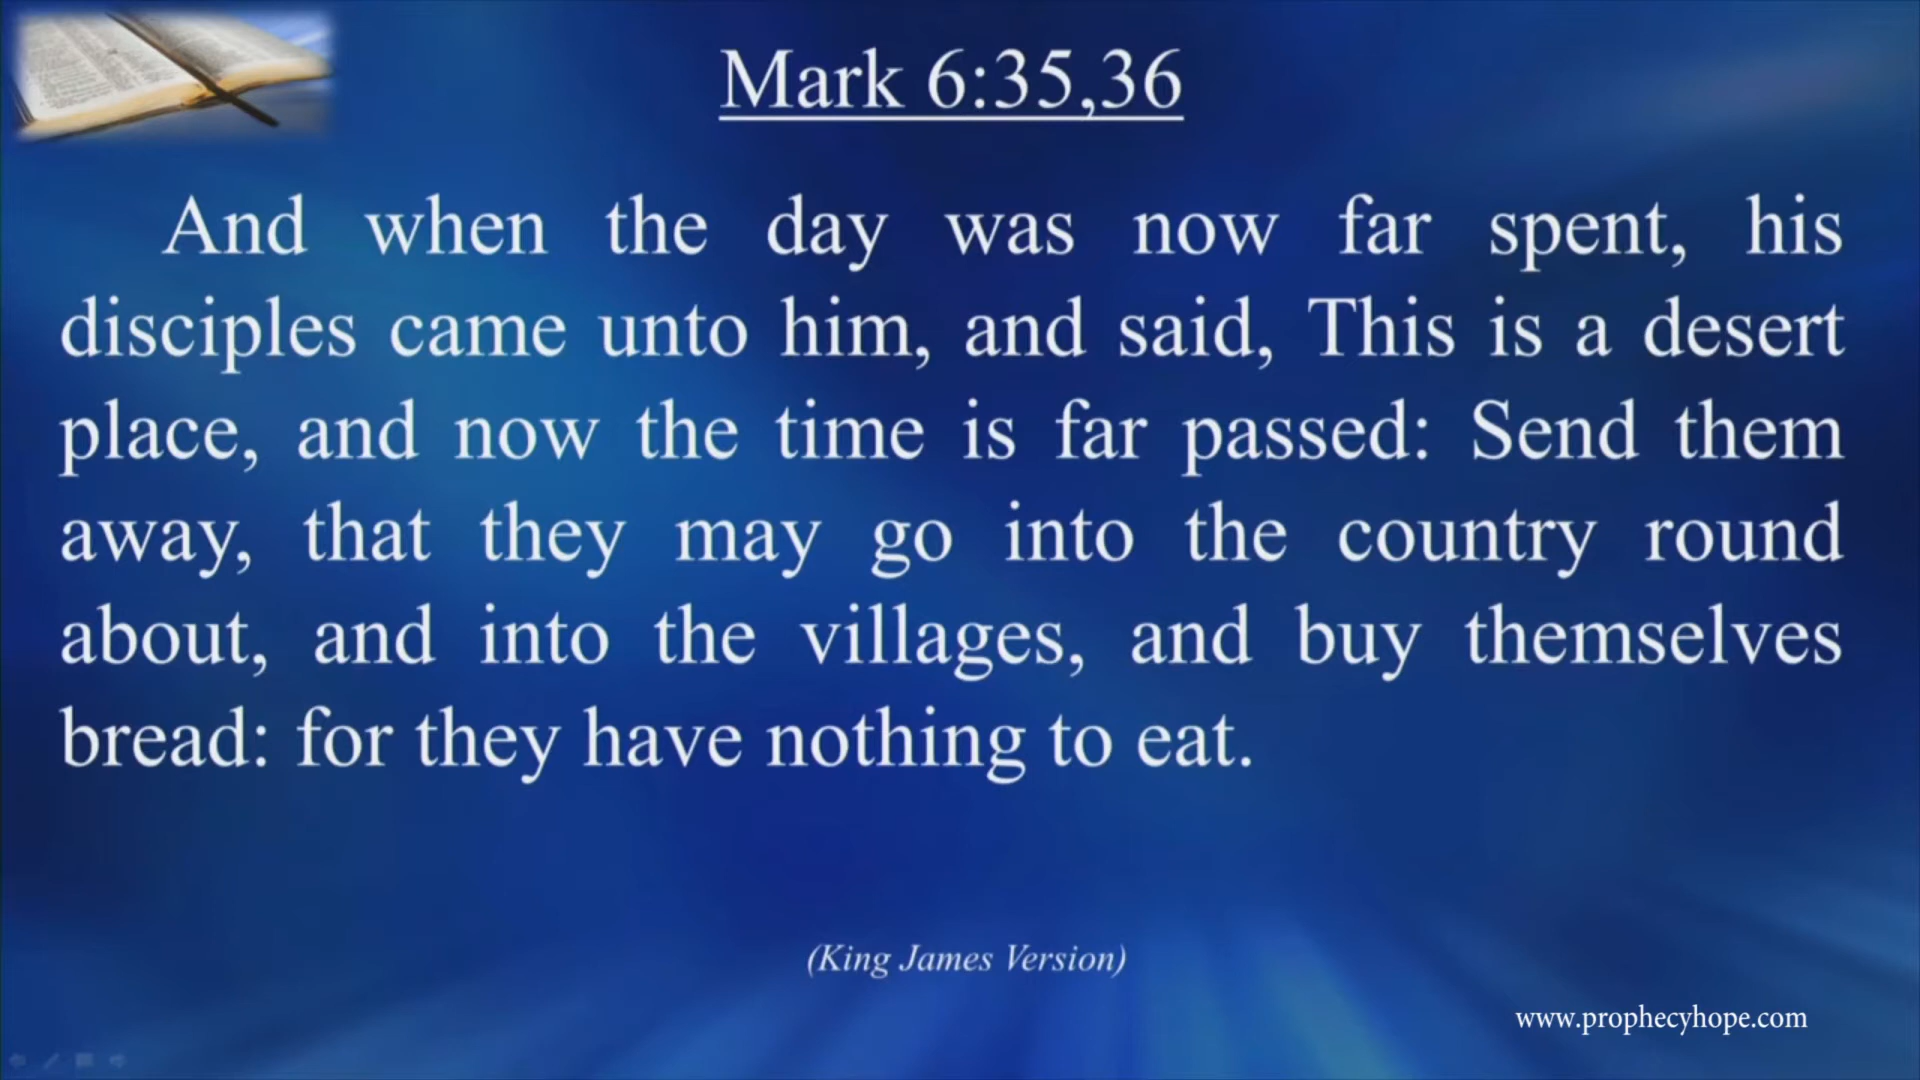 Mark 6:35,36
And when the day was now far spent, his
disciples came unto him, and said, This is a desert
place, and now the time is far passed: Send them
away, that they may go into the country round
about, and into the villages, and buy themselves
bread: for they have nothing to eat.
(King James Version)
www.prophecyhope.com